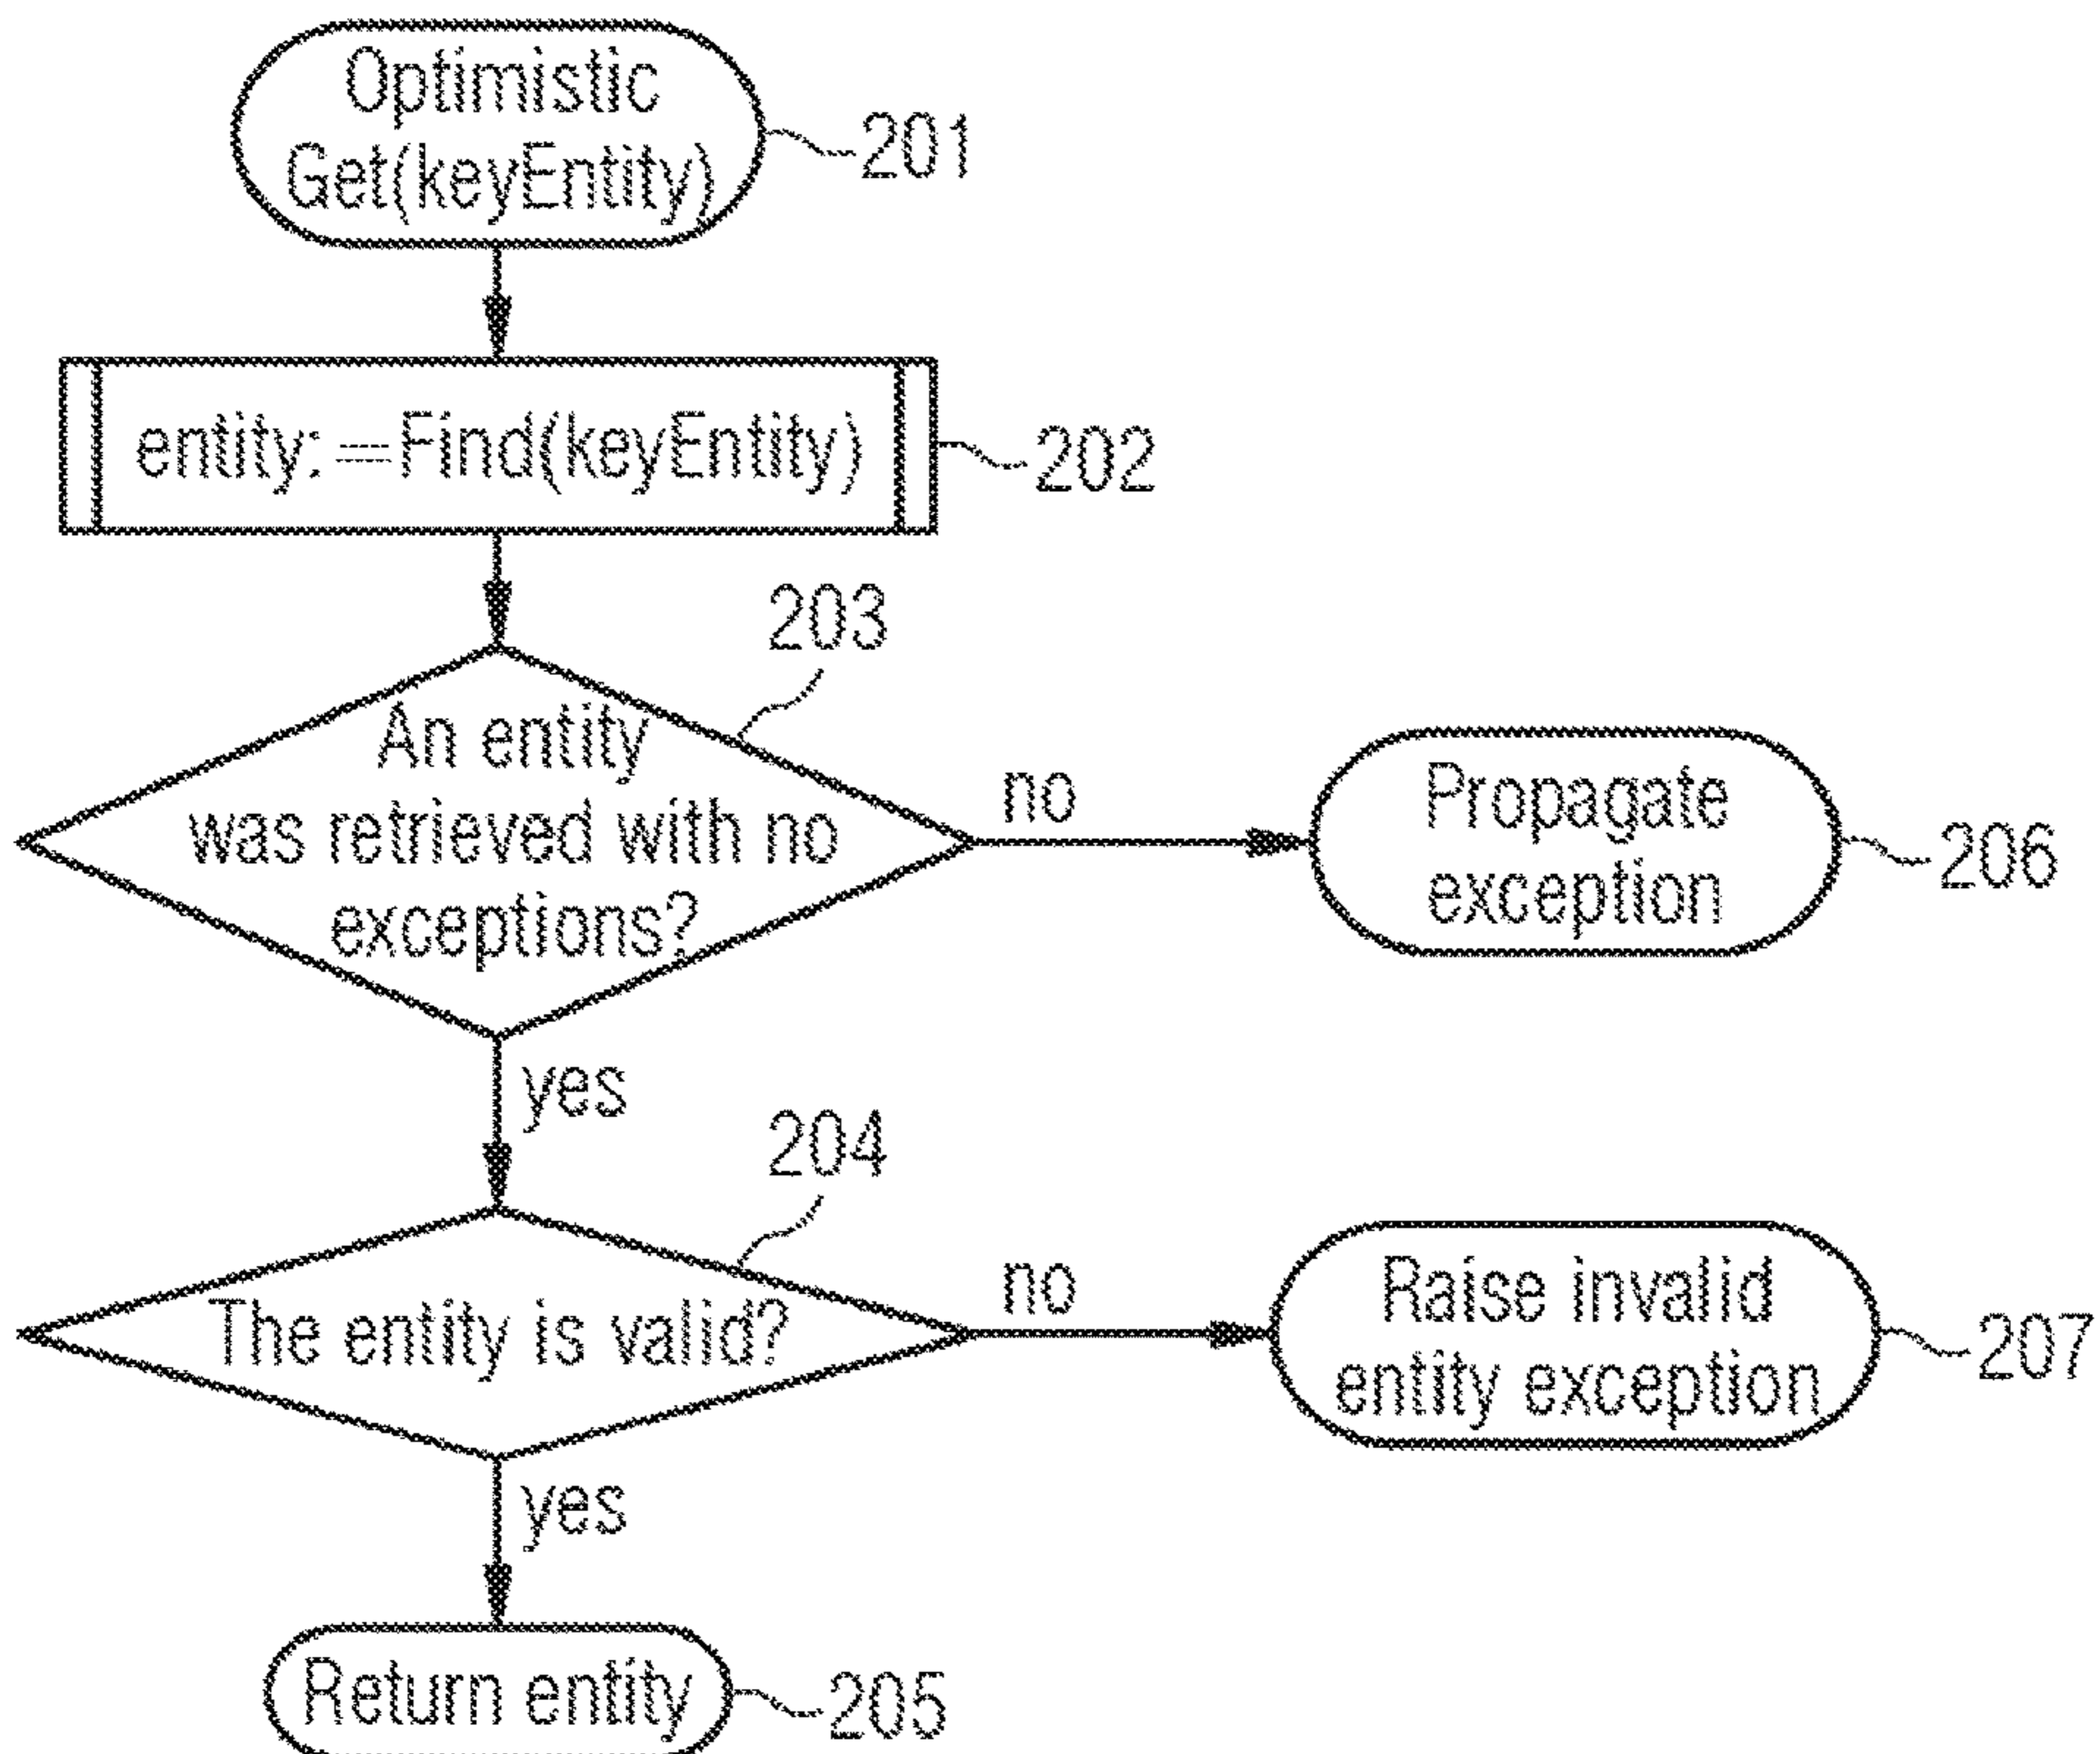 Optimistic
Get(keyEntity)
201
entity: =Find(keyEntity)
202
203
An entity
was retrieved with no
exceptions?
no
Propagate
exception
206
yes
204
The entity is valid?
no
Raise invalid
entity exception
207
yes
Return entity
205